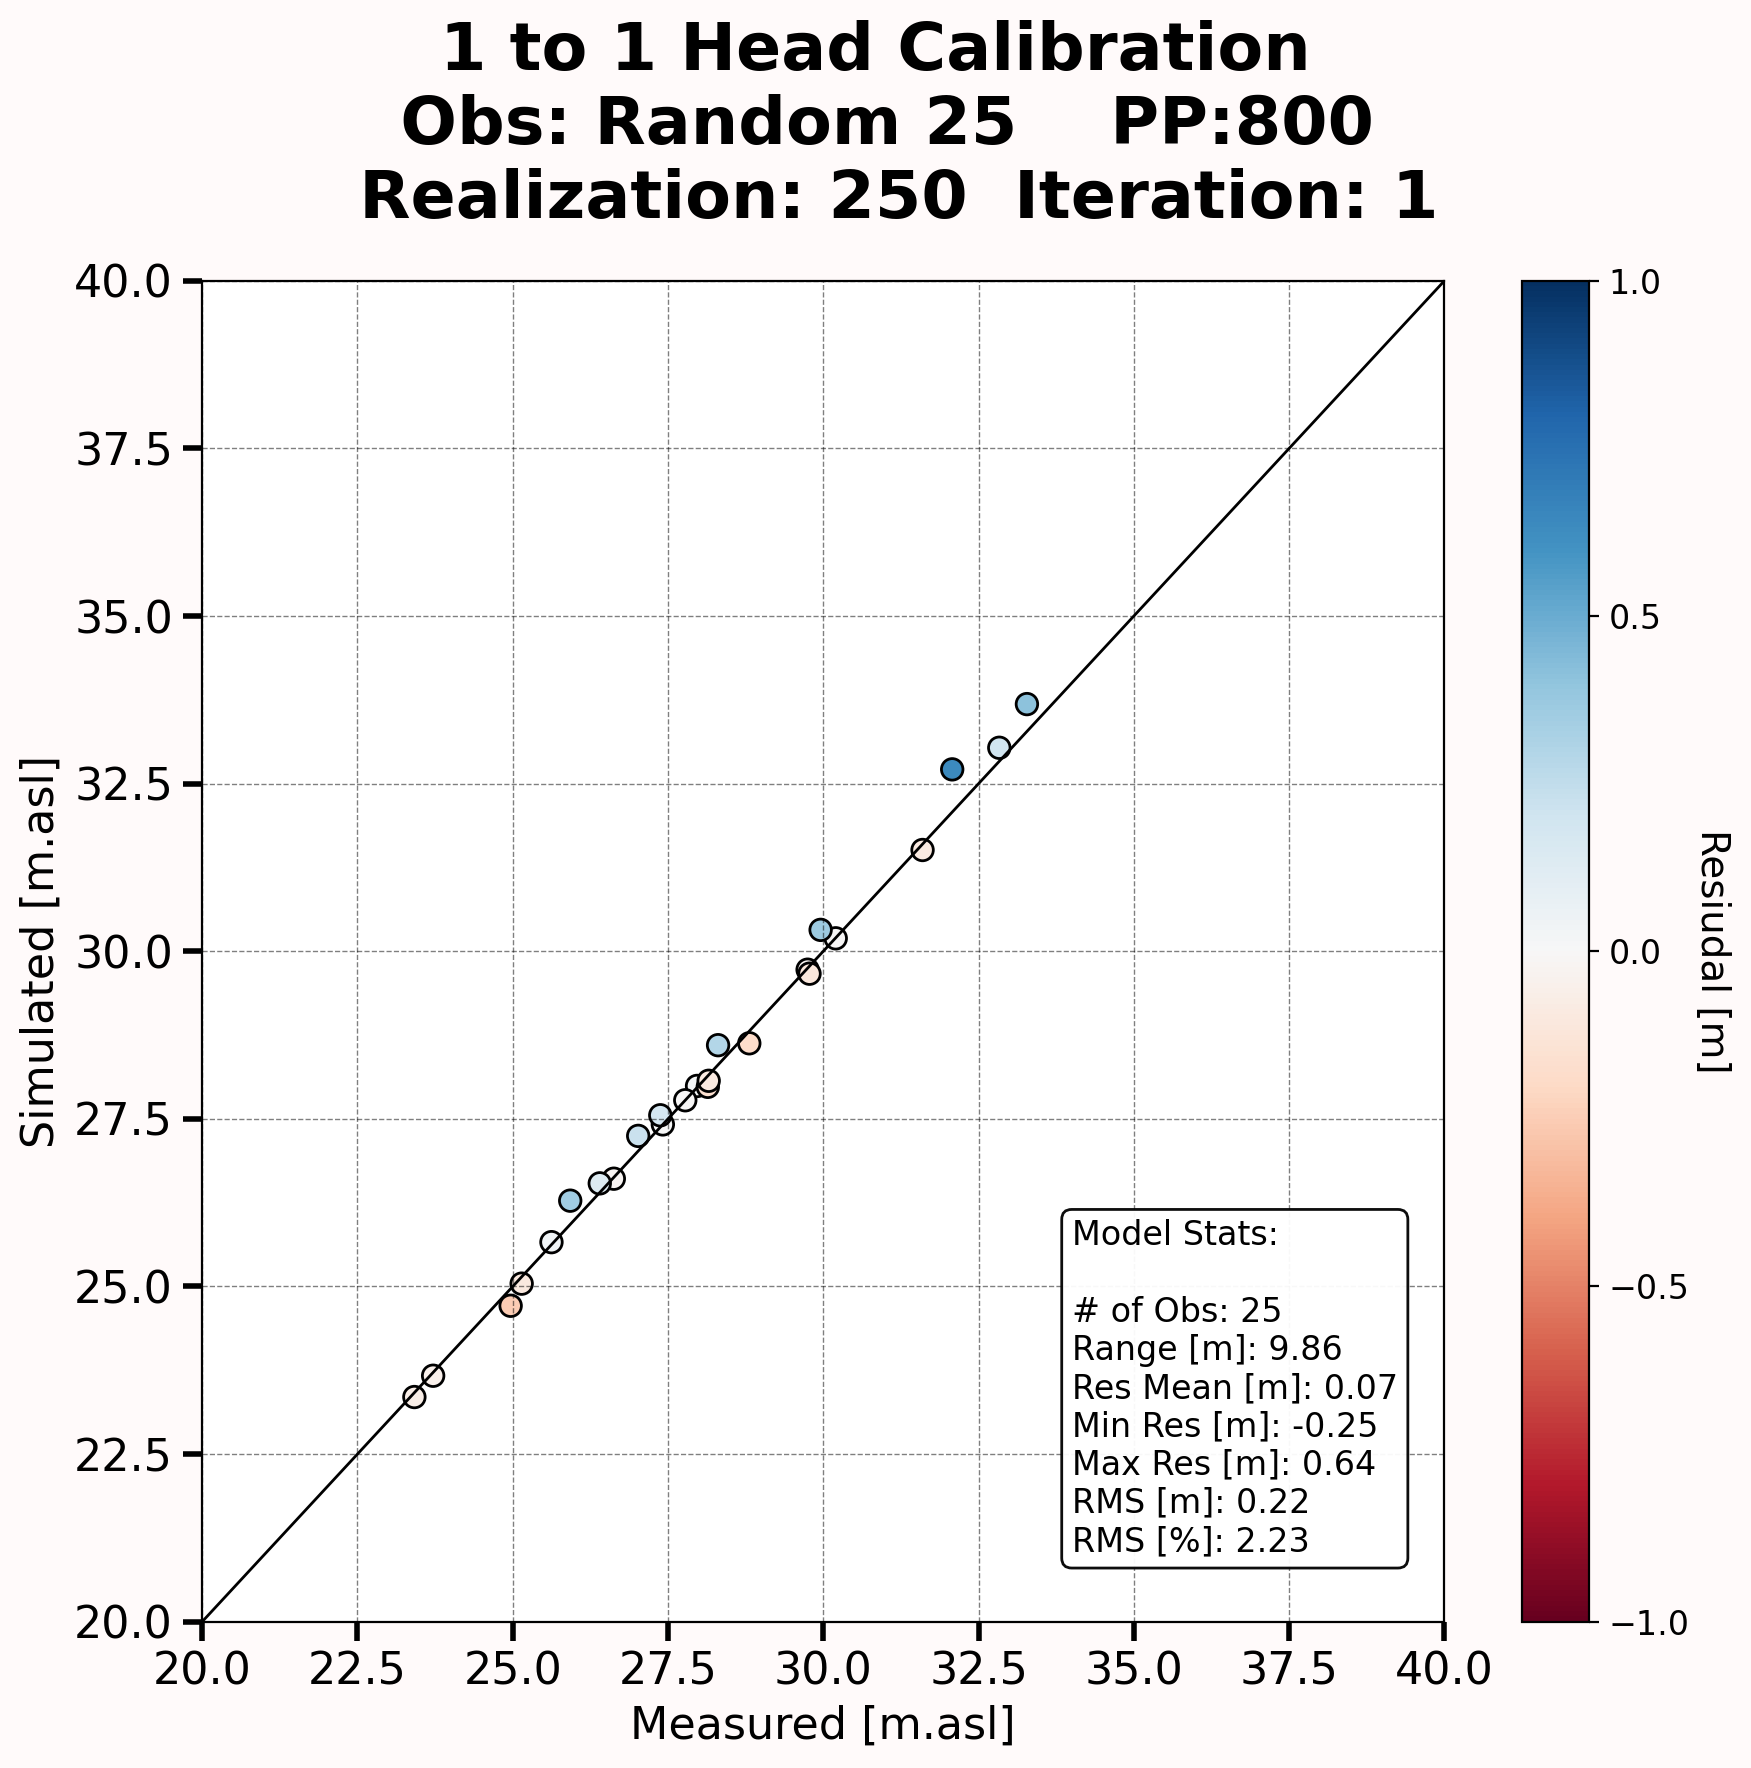 1 to 1 Head Calibration
Obs: Random 25    PP:800
Realization: 250  Iteration: 1
40.0
37.5
35.0
32.5
30.0
27.5
25.0
22.5
20.0
Simulated [m.asl]
20.0 22.5 25.0 27.5 30.0 32.5 35.0 37.5 40.0
Measured [m.asl]
Model Stats:
# of Obs: 25
Range [m]: 9.86
Res Mean [m]: 0.07
Min Res [m]: -0.25
Max Res [m]: 0.64
RMS [m]: 0.22
RMS [%]: 2.23
1.0
0.5
0.0
−0.5
−1.0
Resiudal [m]